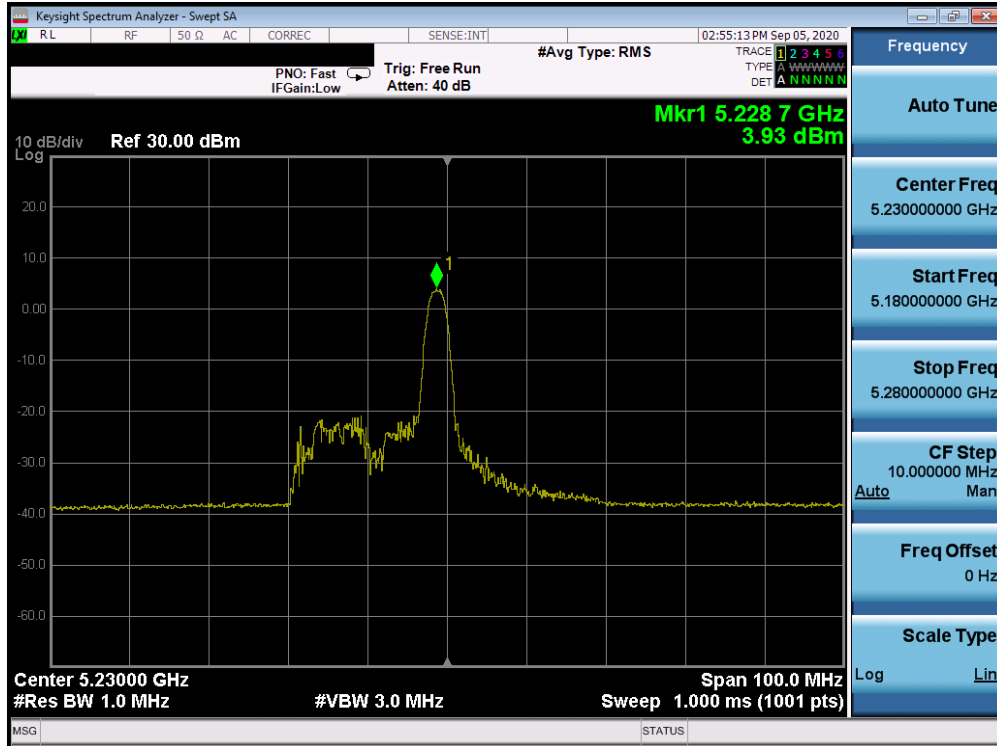 Keysight Spectrum Analyzer - Swept SA
LXI RL RF 50 Ω AC CORREC SENSE:INT 02:55:13 PM Sep 05, 2020
#Avg Type: RMS
TRACE 1 2 3 4 5 6
TYPE A WWWWW
DET A N N N N N
PNO: Fast Trig: Free Run
IFGain:Low Atten: 40 dB
Mkr1 5.228 7 GHz
3.93 dBm
10 dB/div Ref 30.00 dBm
Log
20.0
10.0
0.00
-10.0
-20.0
-30.0
-40.0
-50.0
-60.0
1
Center 5.23000 GHz Span 100.0 MHz
#Res BW 1.0 MHz #VBW 3.0 MHz Sweep 1.000 ms (1001 pts)
MSG STATUS
Frequency
Auto Tune
Center Freq
5.230000000 GHz
Start Freq
5.180000000 GHz
Stop Freq
5.280000000 GHz
CF Step
10.000000 MHz
Auto Man
Freq Offset
0 Hz
Scale Type
Log Lin